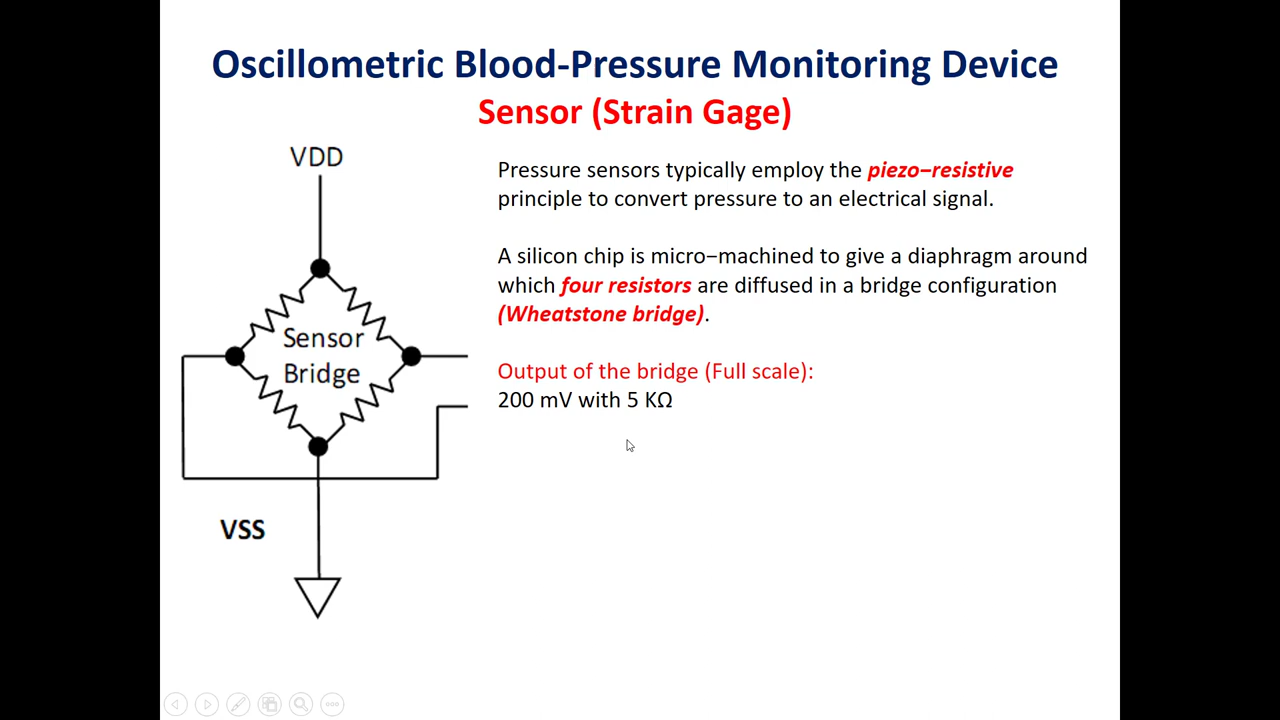 Oscillometric Blood-Pressure Monitoring Device
Sensor (Strain Gage)
VDD
Sensor
Bridge
VSS
Pressure sensors typically employ the piezo−resistive
principle to convert pressure to an electrical signal.
A silicon chip is micro−machined to give a diaphragm around
which four resistors are diffused in a bridge configuration
(Wheatstone bridge).
Output of the bridge (Full scale):
200 mV with 5 KΩ